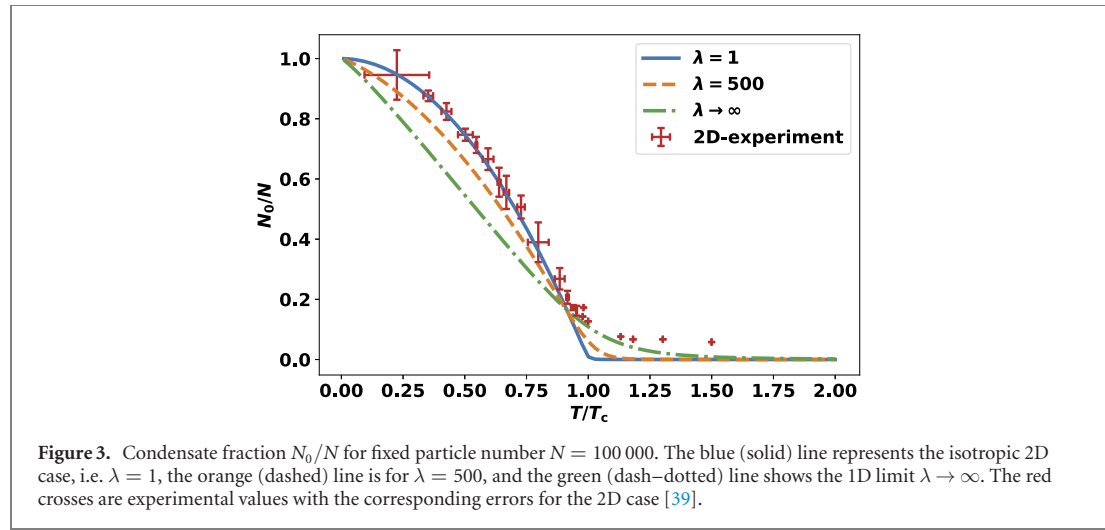 1.0
0.8
0.6
0.4
0.2
0.0
N₀/N
0.00 0.25 0.50 0.75 1.00 1.25 1.50 1.75 2.00
T/T_c
λ = 1
λ = 500
λ → ∞
2D-experiment
Figure 3. Condensate fraction N₀/N for fixed particle number N = 100 000. The blue (solid) line represents the isotropic 2D
case, i.e. λ = 1, the orange (dashed) line is for λ = 500, and the green (dash–dotted) line shows the 1D limit λ → ∞. The red
crosses are experimental values with the corresponding errors for the 2D case [39].